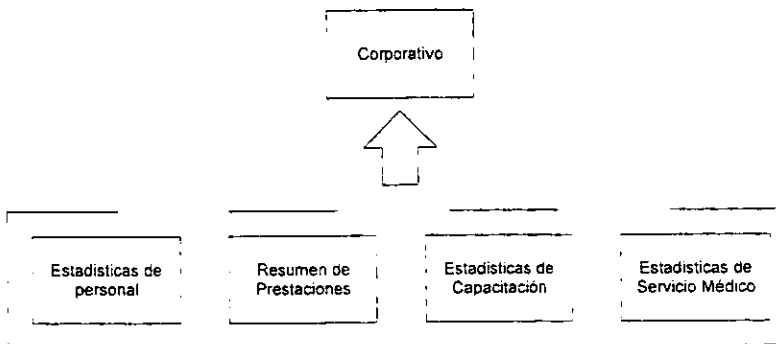 Corporativo
Estadisticas de
personal
Resumen de
Prestaciones
Estadisticas de
Capacitación
Estadisticas de
Servicio Médico